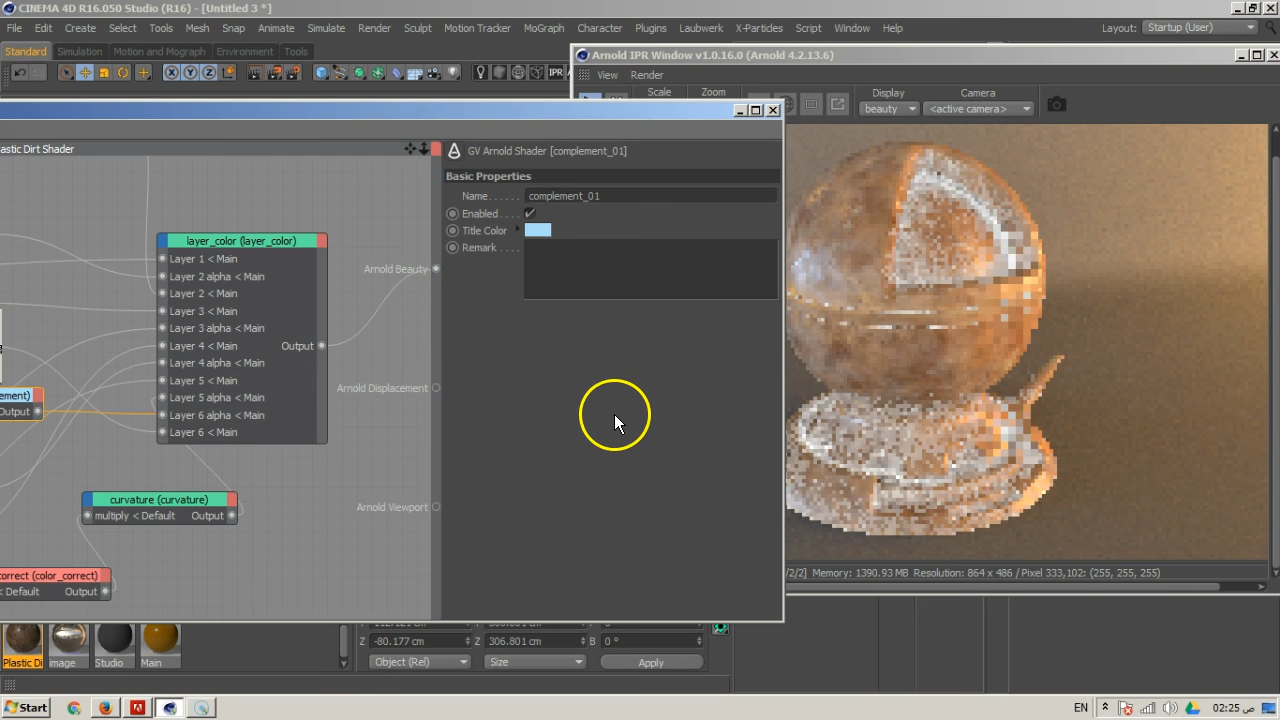 CINEMA 4D R16.050 Studio (R16) - [Untitled 3 *]
File Edit Create Select Tools Mesh Snap Animate Simulate Render Sculpt Motion Tracker MoGraph Character Plugins Laubwerk X-Particles Script Window Help Layout: Startup (User)
Standard Simulation Motion and Mograph Environment Tools
Arnold IPR Window v1.0.16.0 (Arnold 4.2.13.6)
X Y Z IPR
View Render
Scale Zoom Display Camera
beauty <active camera>
astic Dirt Shader
GV Arnold Shader [complement_01]
Basic Properties
Name complement_01
Enabled
Title Color
Remark
layer_color (layer_color)
Layer 1 < Main
Layer 2 alpha < Main
Layer 2 < Main
Layer 3 < Main
Layer 3 alpha < Main
Layer 4 < Main
Layer 4 alpha < Main
Layer 5 < Main
Layer 5 alpha < Main
Layer 6 alpha < Main
Layer 6 < Main
Output
Arnold Beauty
Arnold Displacement
Arnold Viewport
ement)
Output
curvature (curvature)
multiply < Default Output
orrect (color_correct)
< Default Output
/2/2] Memory: 1390.93 MB Resolution: 864 x 486 / Pixel 333,102: (255, 255, 255)
Z -80.177 cm Z 306.801 cm B 0 °
Object (Rel) Size Apply
Plastic Di image Studio Main
Start EN 02:25 ص